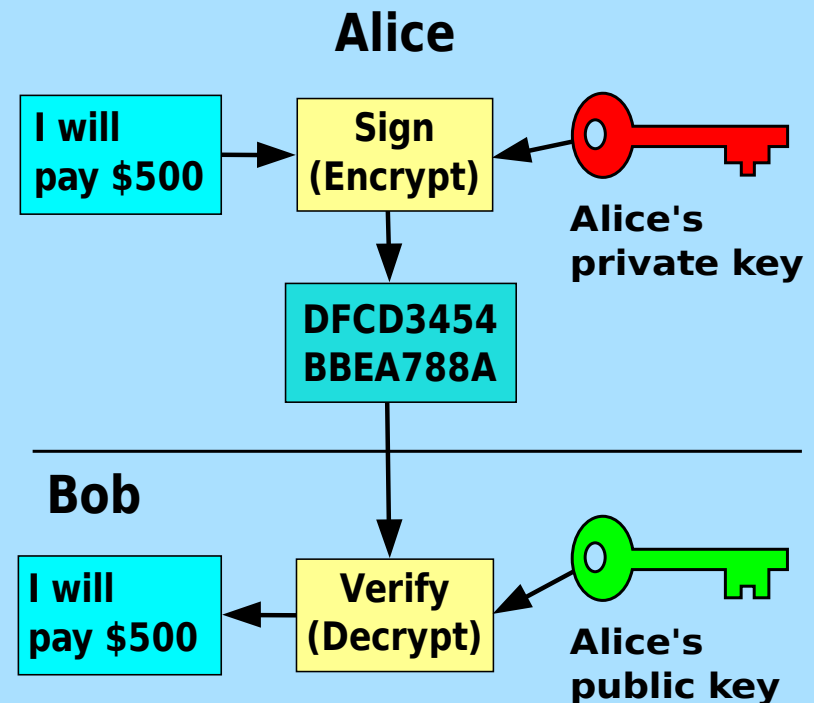 Alice
I will
pay $500
Sign
(Encrypt)
Alice's
private key
DFCD3454
BBEA788A
Bob
I will
pay $500
Verify
(Decrypt)
Alice's
public key